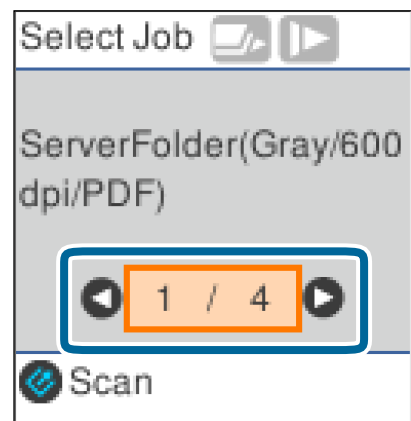 Select Job
ServerFolder(Gray/600
dpi/PDF)
1 / 4
Scan